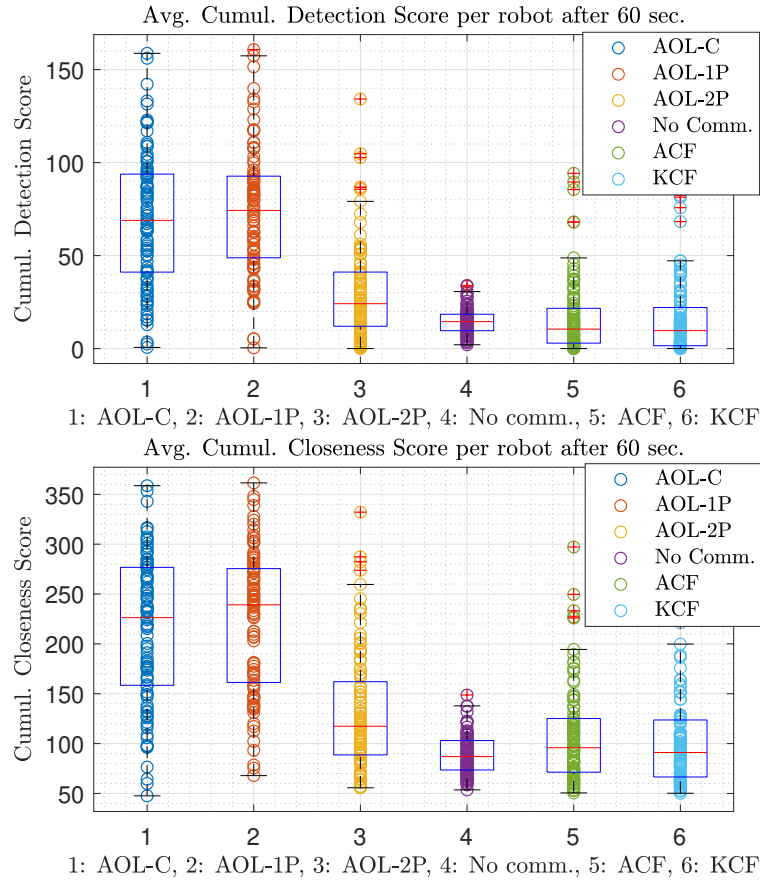 Avg. Cumul. Detection Score per robot after 60 sec.
Cumul. Detection Score
150
100
50
0
AOL-C
AOL-1P
AOL-2P
No Comm.
ACF
KCF
1 2 3 4 5 6
1: AOL-C, 2: AOL-1P, 3: AOL-2P, 4: No comm., 5: ACF, 6: KCF
Avg. Cumul. Closeness Score per robot after 60 sec.
Cumul. Closeness Score
350
300
250
200
150
100
50
AOL-C
AOL-1P
AOL-2P
No Comm.
ACF
KCF
1 2 3 4 5 6
1: AOL-C, 2: AOL-1P, 3: AOL-2P, 4: No comm., 5: ACF, 6: KCF